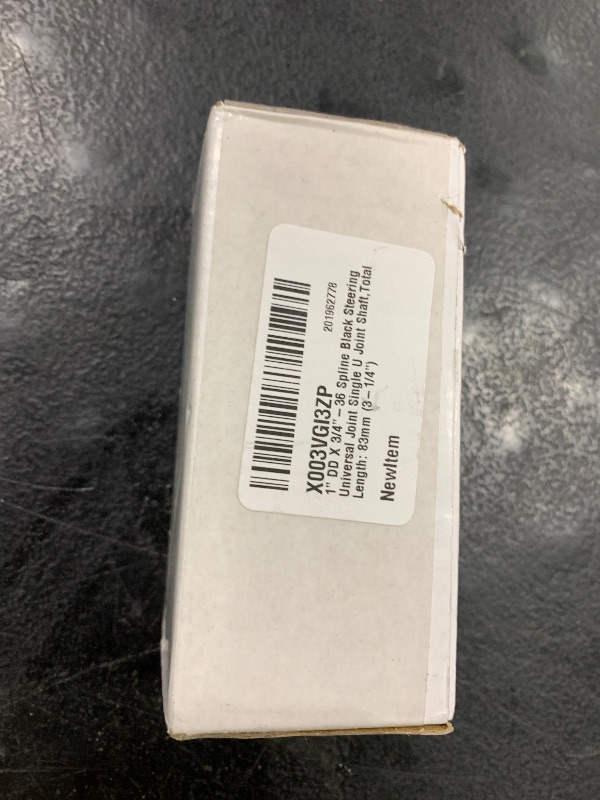 X003VGI3ZP
201962778
1" DD X 3/4" – 36 Spline Black Steering
Universal Joint Single U Joint Shaft,Total
Length: 83mm (3–1/4")
NewItem